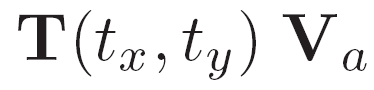 T(t_x, t_y) V_a